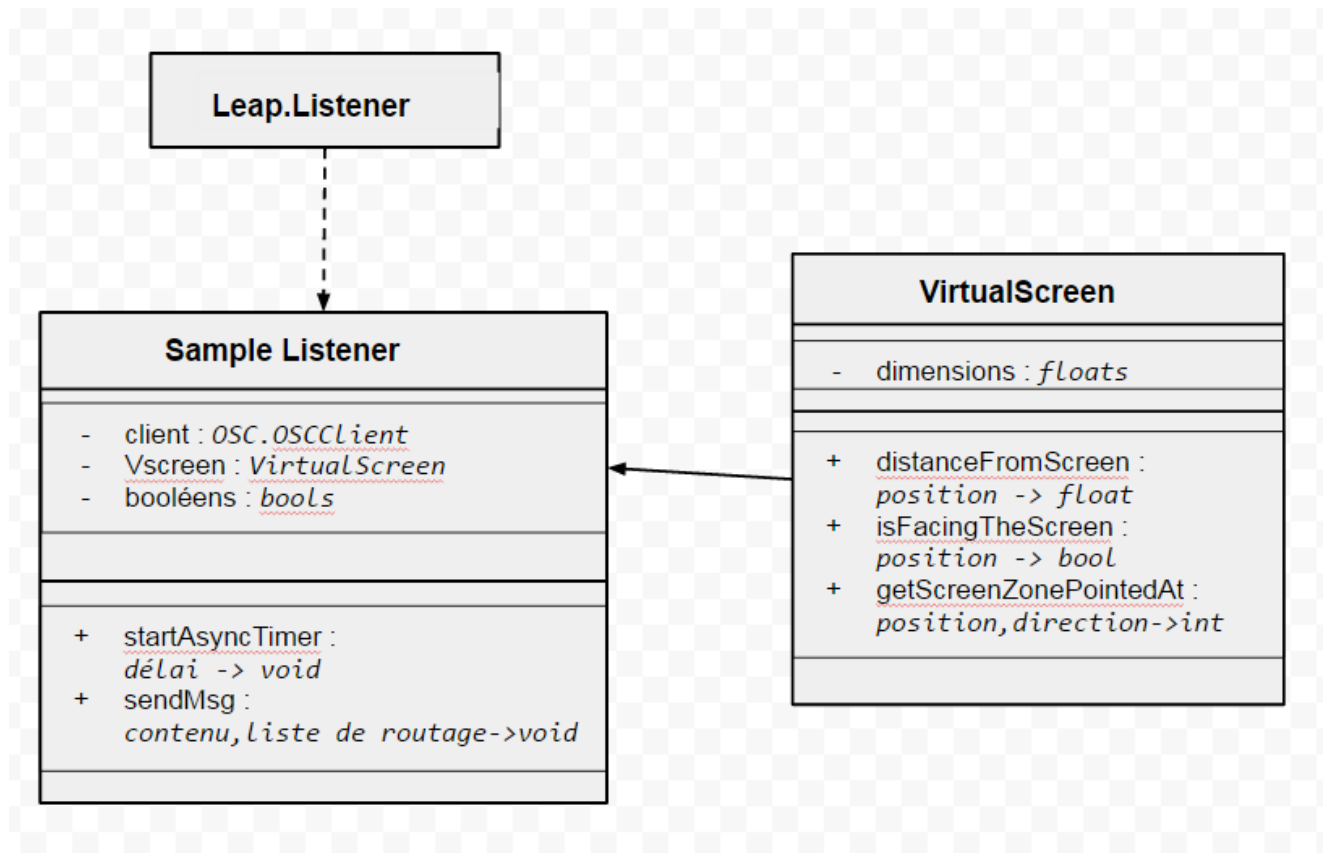 Leap.Listener
Sample Listener
- client : OSC.OSCClient
- Vscreen : VirtualScreen
- booléens : bools
+ startAsyncTimer :
délai -> void
+ sendMsg :
contenu,liste de routage->void
VirtualScreen
- dimensions : floats
+ distanceFromScreen :
position -> float
+ isFacingTheScreen :
position -> bool
+ getScreenZonePointedAt :
position,direction->int